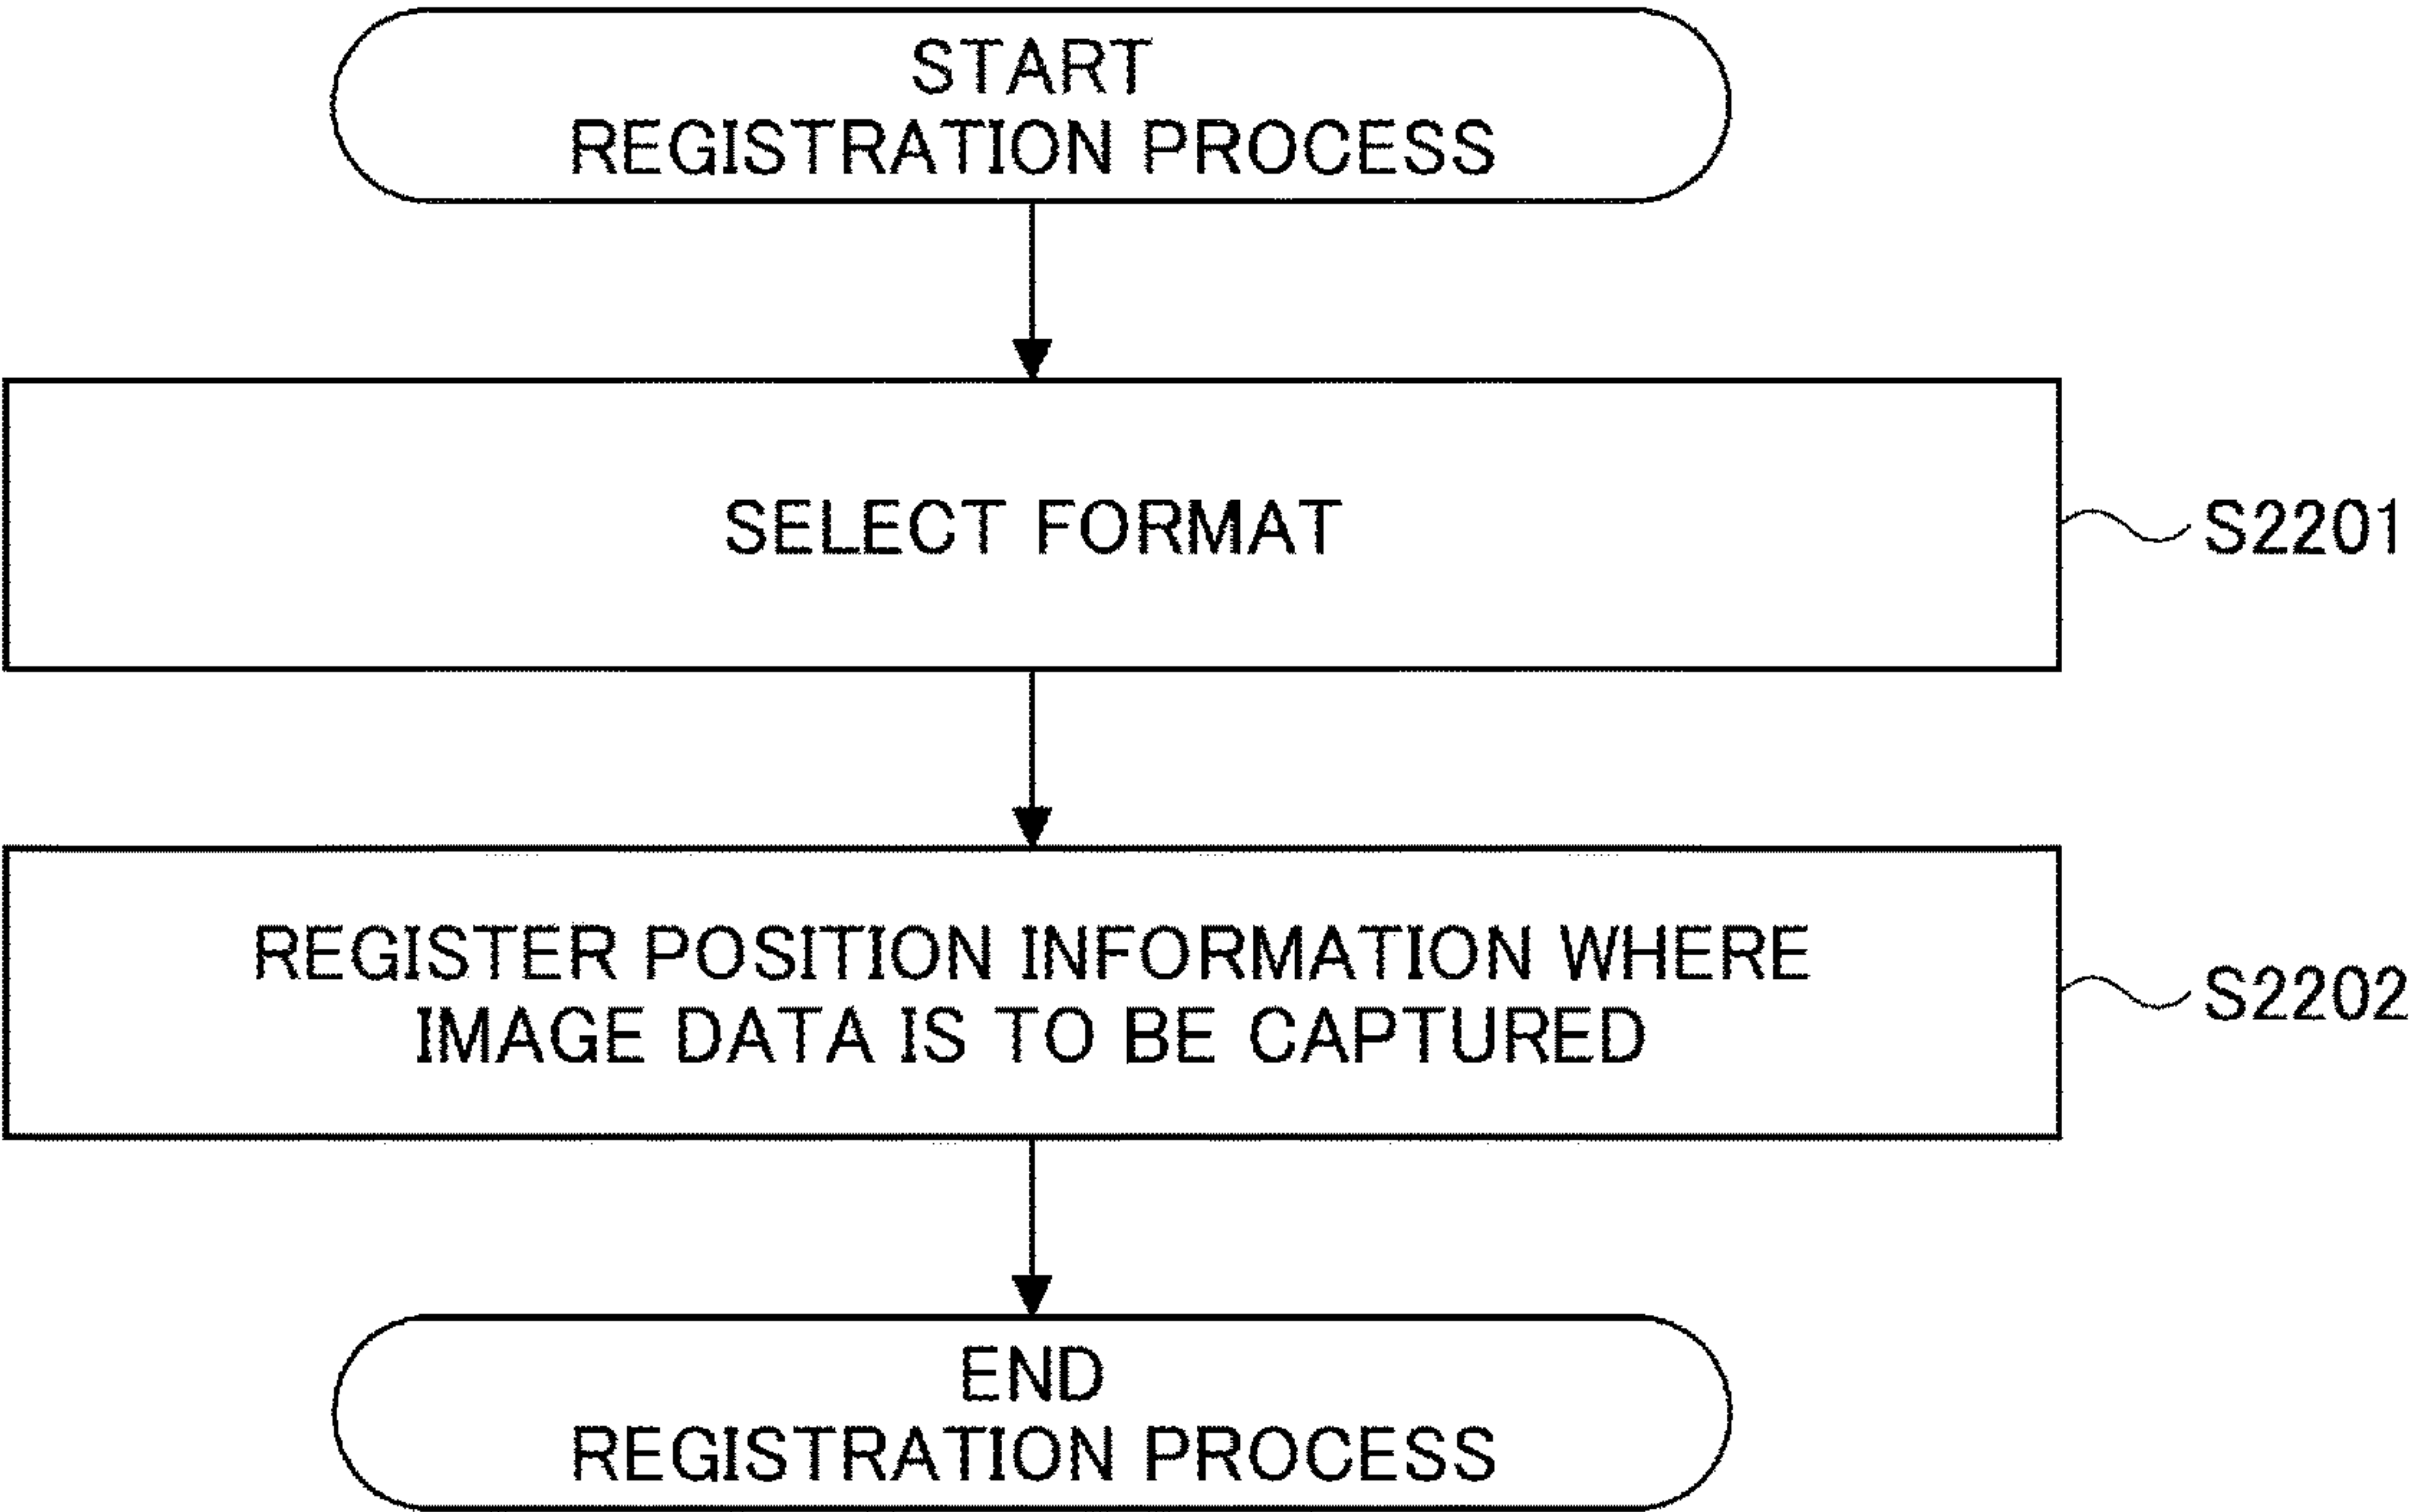 START
REGISTRATION PROCESS
SELECT FORMAT
S2201
REGISTER POSITION INFORMATION WHERE
IMAGE DATA IS TO BE CAPTURED
S2202
END
REGISTRATION PROCESS